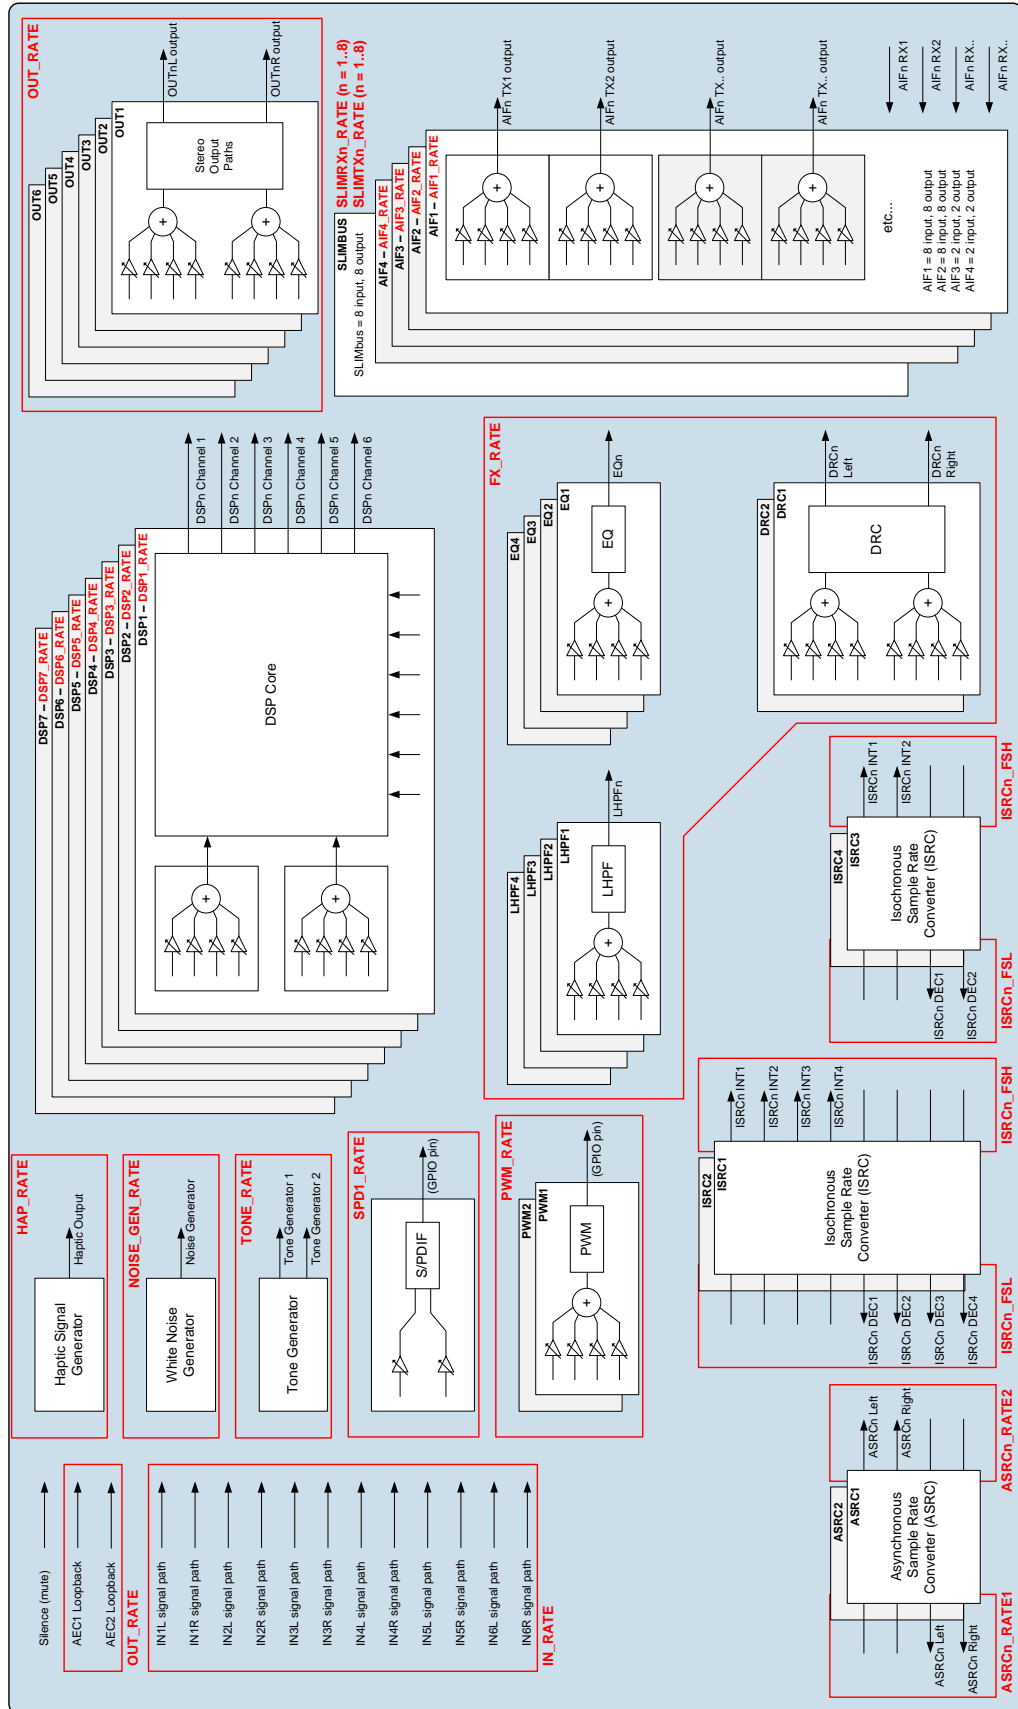 Silence (mute)
AEC1 Loopback
AEC2 Loopback
OUT_RATE
IN1L signal path
IN1R signal path
IN2L signal path
IN2R signal path
IN3L signal path
IN3R signal path
IN4L signal path
IN4R signal path
IN5L signal path
IN5R signal path
IN6L signal path
IN6R signal path
IN_RATE
ASRCn_RATE1
ASRCn Left
ASRCn Right
ASRC2
ASRC1
Asynchronous
Sample Rate
Converter (ASRC)
ASRCn Left
ASRCn Right
ASRCn_RATE2
HAP_RATE
Haptic Signal
Generator
Haptic Output
NOISE_GEN_RATE
White Noise
Generator
Noise Generator
TONE_RATE
Tone Generator
Tone Generator 1
Tone Generator 2
SPD1_RATE
S/PDIF
(GPIO pin)
PWM_RATE
PWM2
PWM1
PWM
(GPIO pin)
ISRCn_FSL
ISRCn DEC1
ISRCn DEC2
ISRCn DEC3
ISRCn DEC4
ISRC2
ISRC1
Isochronous
Sample Rate
Converter (ISRC)
ISRCn INT1
ISRCn INT2
ISRCn INT3
ISRCn INT4
ISRCn_FSH
DSP7 – DSP7_RATE
DSP6 – DSP6_RATE
DSP5 – DSP5_RATE
DSP4 – DSP4_RATE
DSP3 – DSP3_RATE
DSP2 – DSP2_RATE
DSP1 – DSP1_RATE
DSP Core
DSPn Channel 1
DSPn Channel 2
DSPn Channel 3
DSPn Channel 4
DSPn Channel 5
DSPn Channel 6
FX_RATE
LHPF4
LHPF3
LHPF2
LHPF1
LHPF
LHPFn
EQ4
EQ3
EQ2
EQ1
EQ
EQn
DRC2
DRC1
DRC
DRCn
Left
DRCn
Right
ISRCn_FSL
ISRCn DEC1
ISRCn DEC2
ISRC4
ISRC3
Isochronous
Sample Rate
Converter (ISRC)
ISRCn INT1
ISRCn INT2
ISRCn_FSH
OUT_RATE
OUT6
OUT5
OUT4
OUT3
OUT2
OUT1
Stereo
Output
Paths
OUTnL output
OUTnR output
SLIMBUS
SLIMRXn_RATE (n = 1..8)
SLIMTXn_RATE (n = 1..8)
SLIMbus = 8 input, 8 output
AIF4 – AIF4_RATE
AIF3 – AIF3_RATE
AIF2 – AIF2_RATE
AIF1 – AIF1_RATE
AIFn TX1 output
AIFn TX2 output
AIFn TX.. output
AIFn TX.. output
etc...
AIF1 = 8 input, 8 output
AIF2 = 8 input, 8 output
AIF3 = 2 input, 2 output
AIF4 = 2 input, 2 output
AIFn RX1
AIFn RX2
AIFn RX..
AIFn RX..